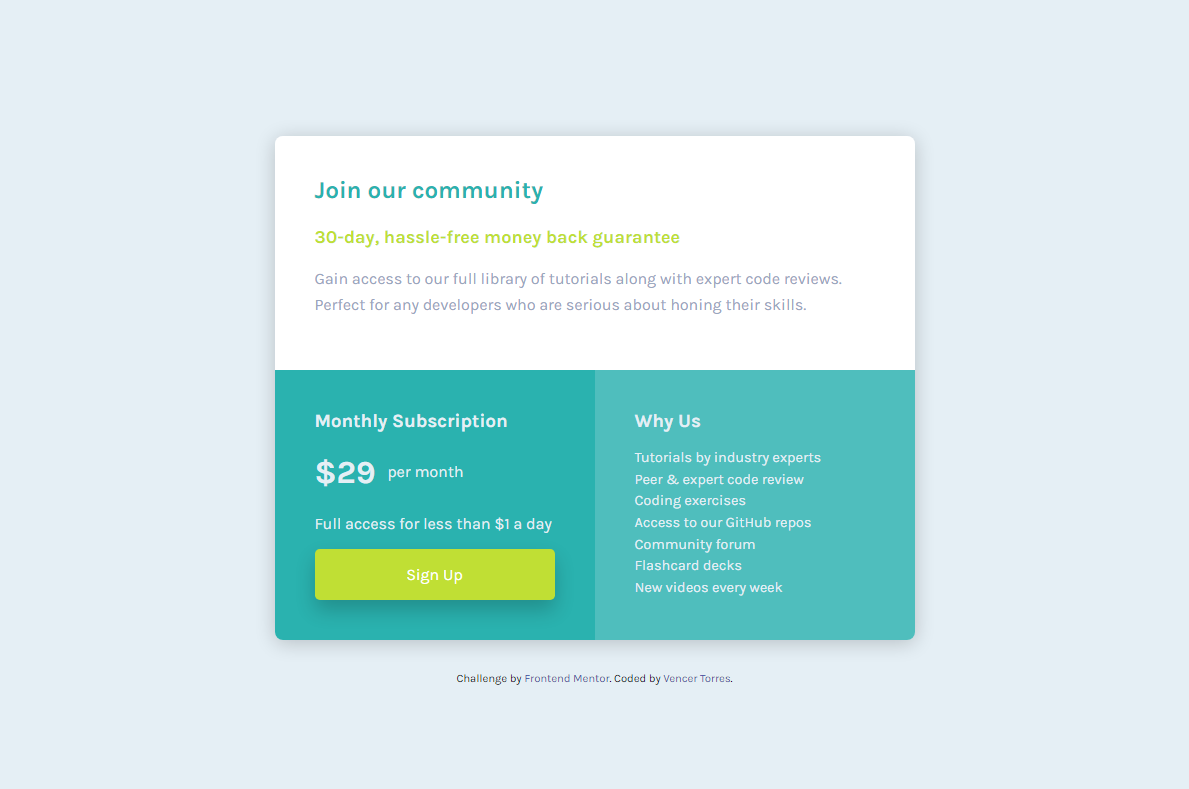 Join our community
30-day, hassle-free money back guarantee
Gain access to our full library of tutorials along with expert code reviews.
Perfect for any developers who are serious about honing their skills.
Monthly Subscription
$29 per month
Full access for less than $1 a day
Sign Up
Why Us
Tutorials by industry experts
Peer & expert code review
Coding exercises
Access to our GitHub repos
Community forum
Flashcard decks
New videos every week
Challenge by Frontend Mentor. Coded by Vencer Torres.